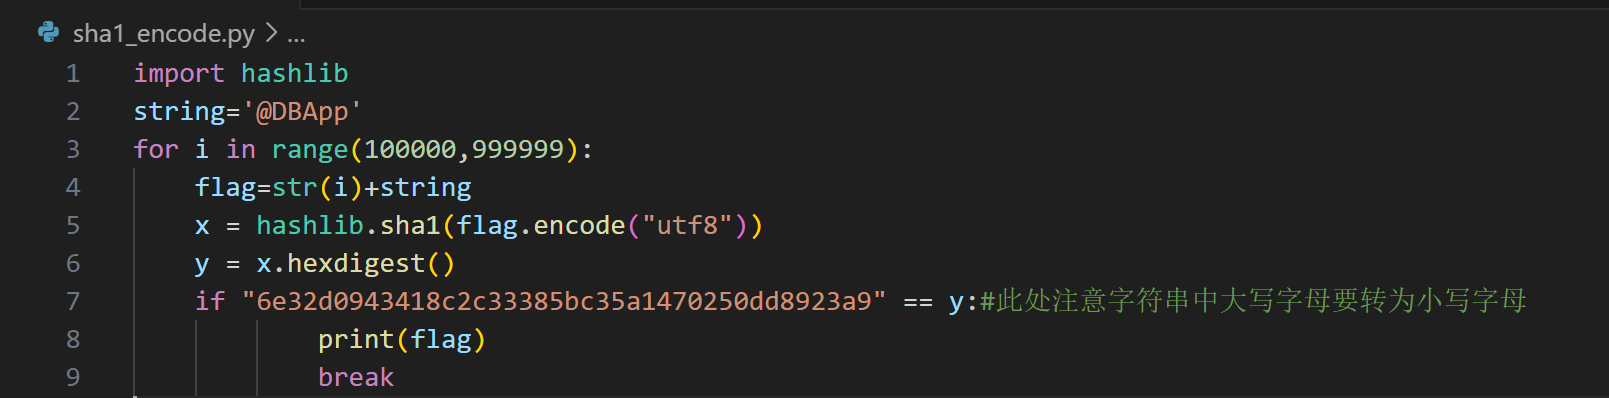 sha1_encode.py > ...
1 import hashlib
2 string='@DBApp'
3 for i in range(100000,999999):
4     flag=str(i)+string
5     x = hashlib.sha1(flag.encode("utf8"))
6     y = x.hexdigest()
7     if "6e32d0943418c2c33385bc35a1470250dd8923a9" == y:#此处注意字符串中大写字母要转为小写字母
8             print(flag)
9             break